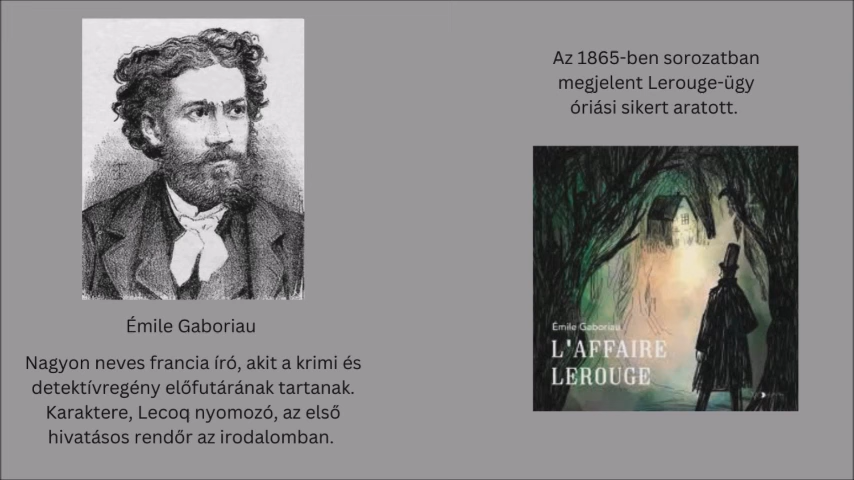 Émile Gaboriau
Nagyon neves francia író, akit a krimi és
detektívregény előfutárának tartanak.
Karaktere, Lecoq nyomozó, az első
hivatásos rendőr az irodalomban.
Az 1865-ben sorozatban
megjelent Lerouge-ügy
óriási sikert aratott.
Émile Gaboriau
L'AFFAIRE
LEROUGE